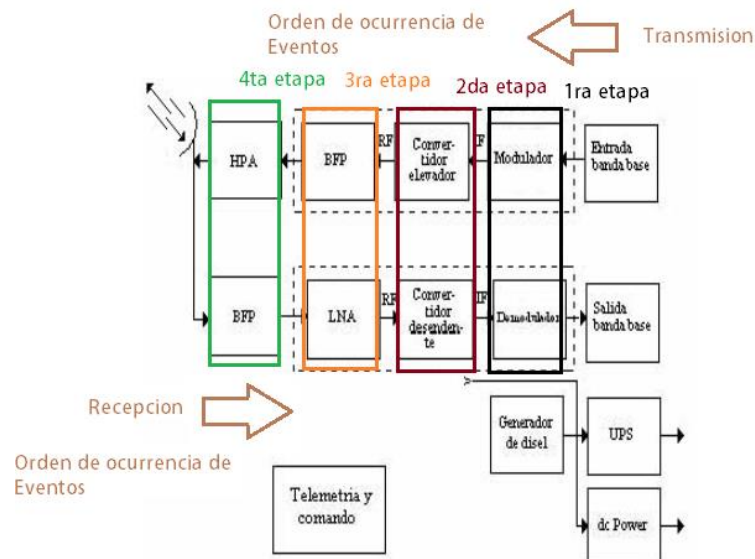 Orden de ocurrencia de
Eventos
Transmision
4ta etapa
3ra etapa
2da etapa
1ra etapa
HPA
BFP
RF
Conver-
tidor
elevador
IF
Modulador
Entrada
banda base
BFP
LNA
RF
Conver-
tidor
desenden-
te
IF
Demodulador
Salida
banda base
Recepcion
Orden de ocurrencia de
Eventos
Generador
de disel
UPS
Telemetria y
comando
dc Power